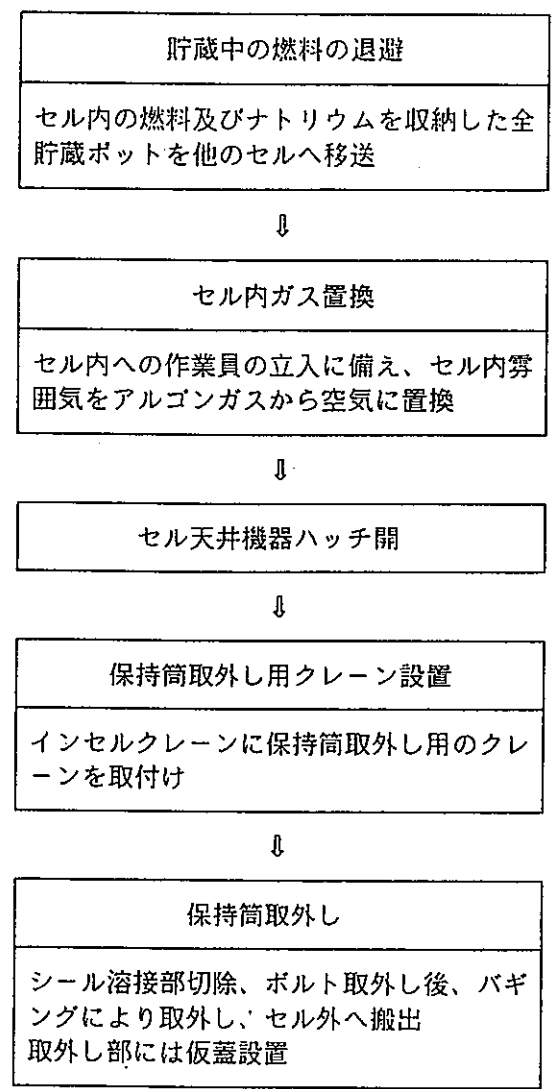 貯蔵中の燃料の退避
セル内の燃料及びナトリウムを収納した全
貯蔵ポットを他のセルへ移送
⇩
セル内ガス置換
セル内への作業員の立入に備え、セル内雰
囲気をアルゴンガスから空気に置換
⇩
セル天井機器ハッチ開
⇩
保持筒取外し用クレーン設置
インセルクレーンに保持筒取外し用のクレ
ーンを取付け
⇩
保持筒取外し
シール溶接部切除、ボルト取外し後、バギ
ングにより取外し、セル外へ搬出
取外し部には仮蓋設置